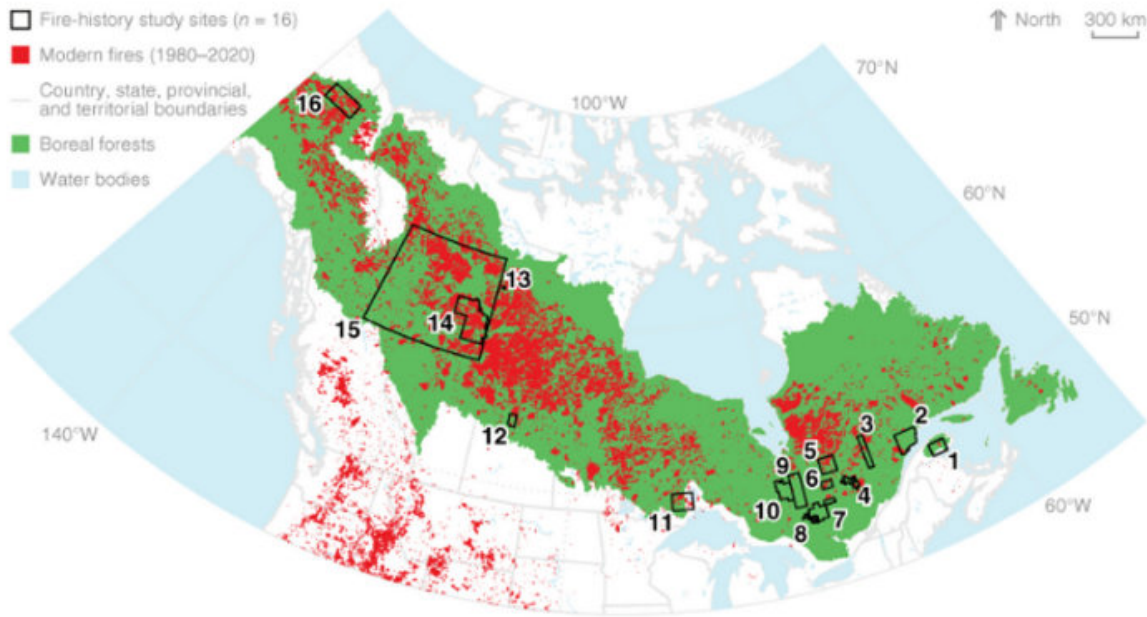 Fire-history study sites (n = 16)
Modern fires (1980–2020)
Country, state, provincial,
and territorial boundaries
Boreal forests
Water bodies
North
300 km
70°N
100°W
60°N
50°N
140°W
60°W
16
13
15
14
12
11
10
9
8
7
6
5
4
3
2
1